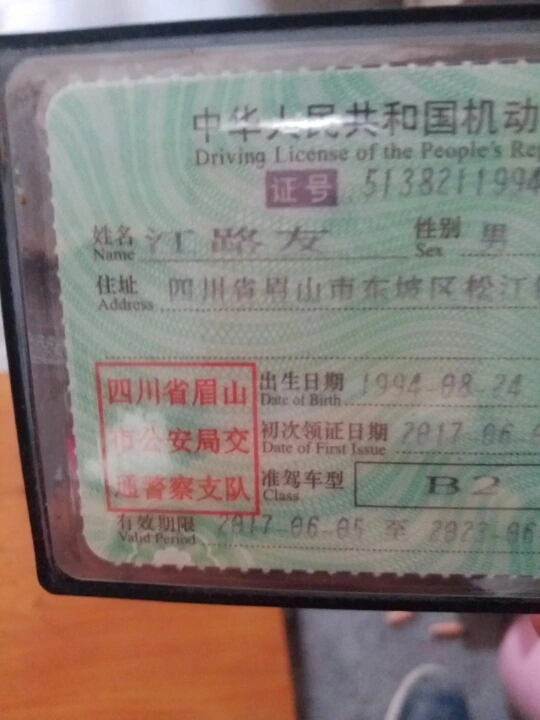 中华人民共和国机动
Driving License of the People's Rep
证号 5138211994
姓名 江路友 性别 男
Name Sex
住址 四川省眉山市东坡区松江
Address
四川省眉山 出生日期 1994-08-24
Date of Birth
市公安局交 初次领证日期 2017-06-0
Date of First Issue
通警察支队 准驾车型 B2
Class
有效期限 2017-06-05 至 2023-06
Valid Period